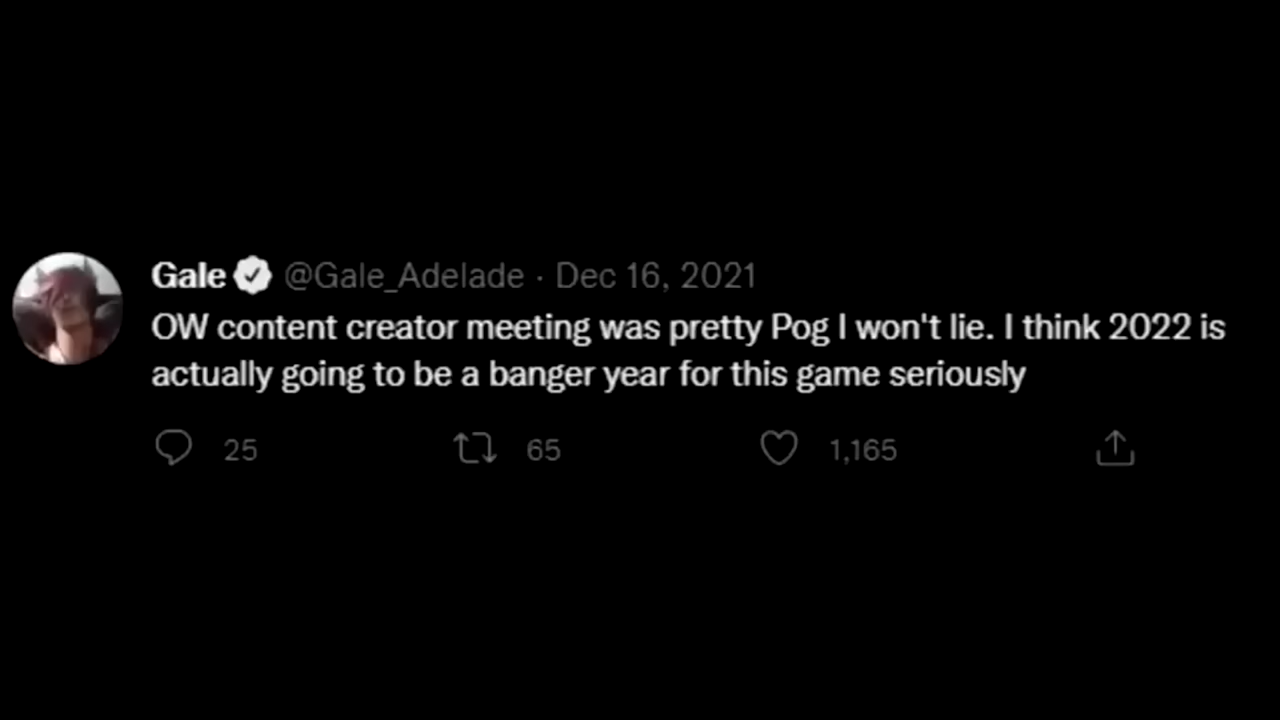 Gale @Gale_Adelade · Dec 16, 2021
OW content creator meeting was pretty Pog I won't lie. I think 2022 is
actually going to be a banger year for this game seriously
25 65 1,165